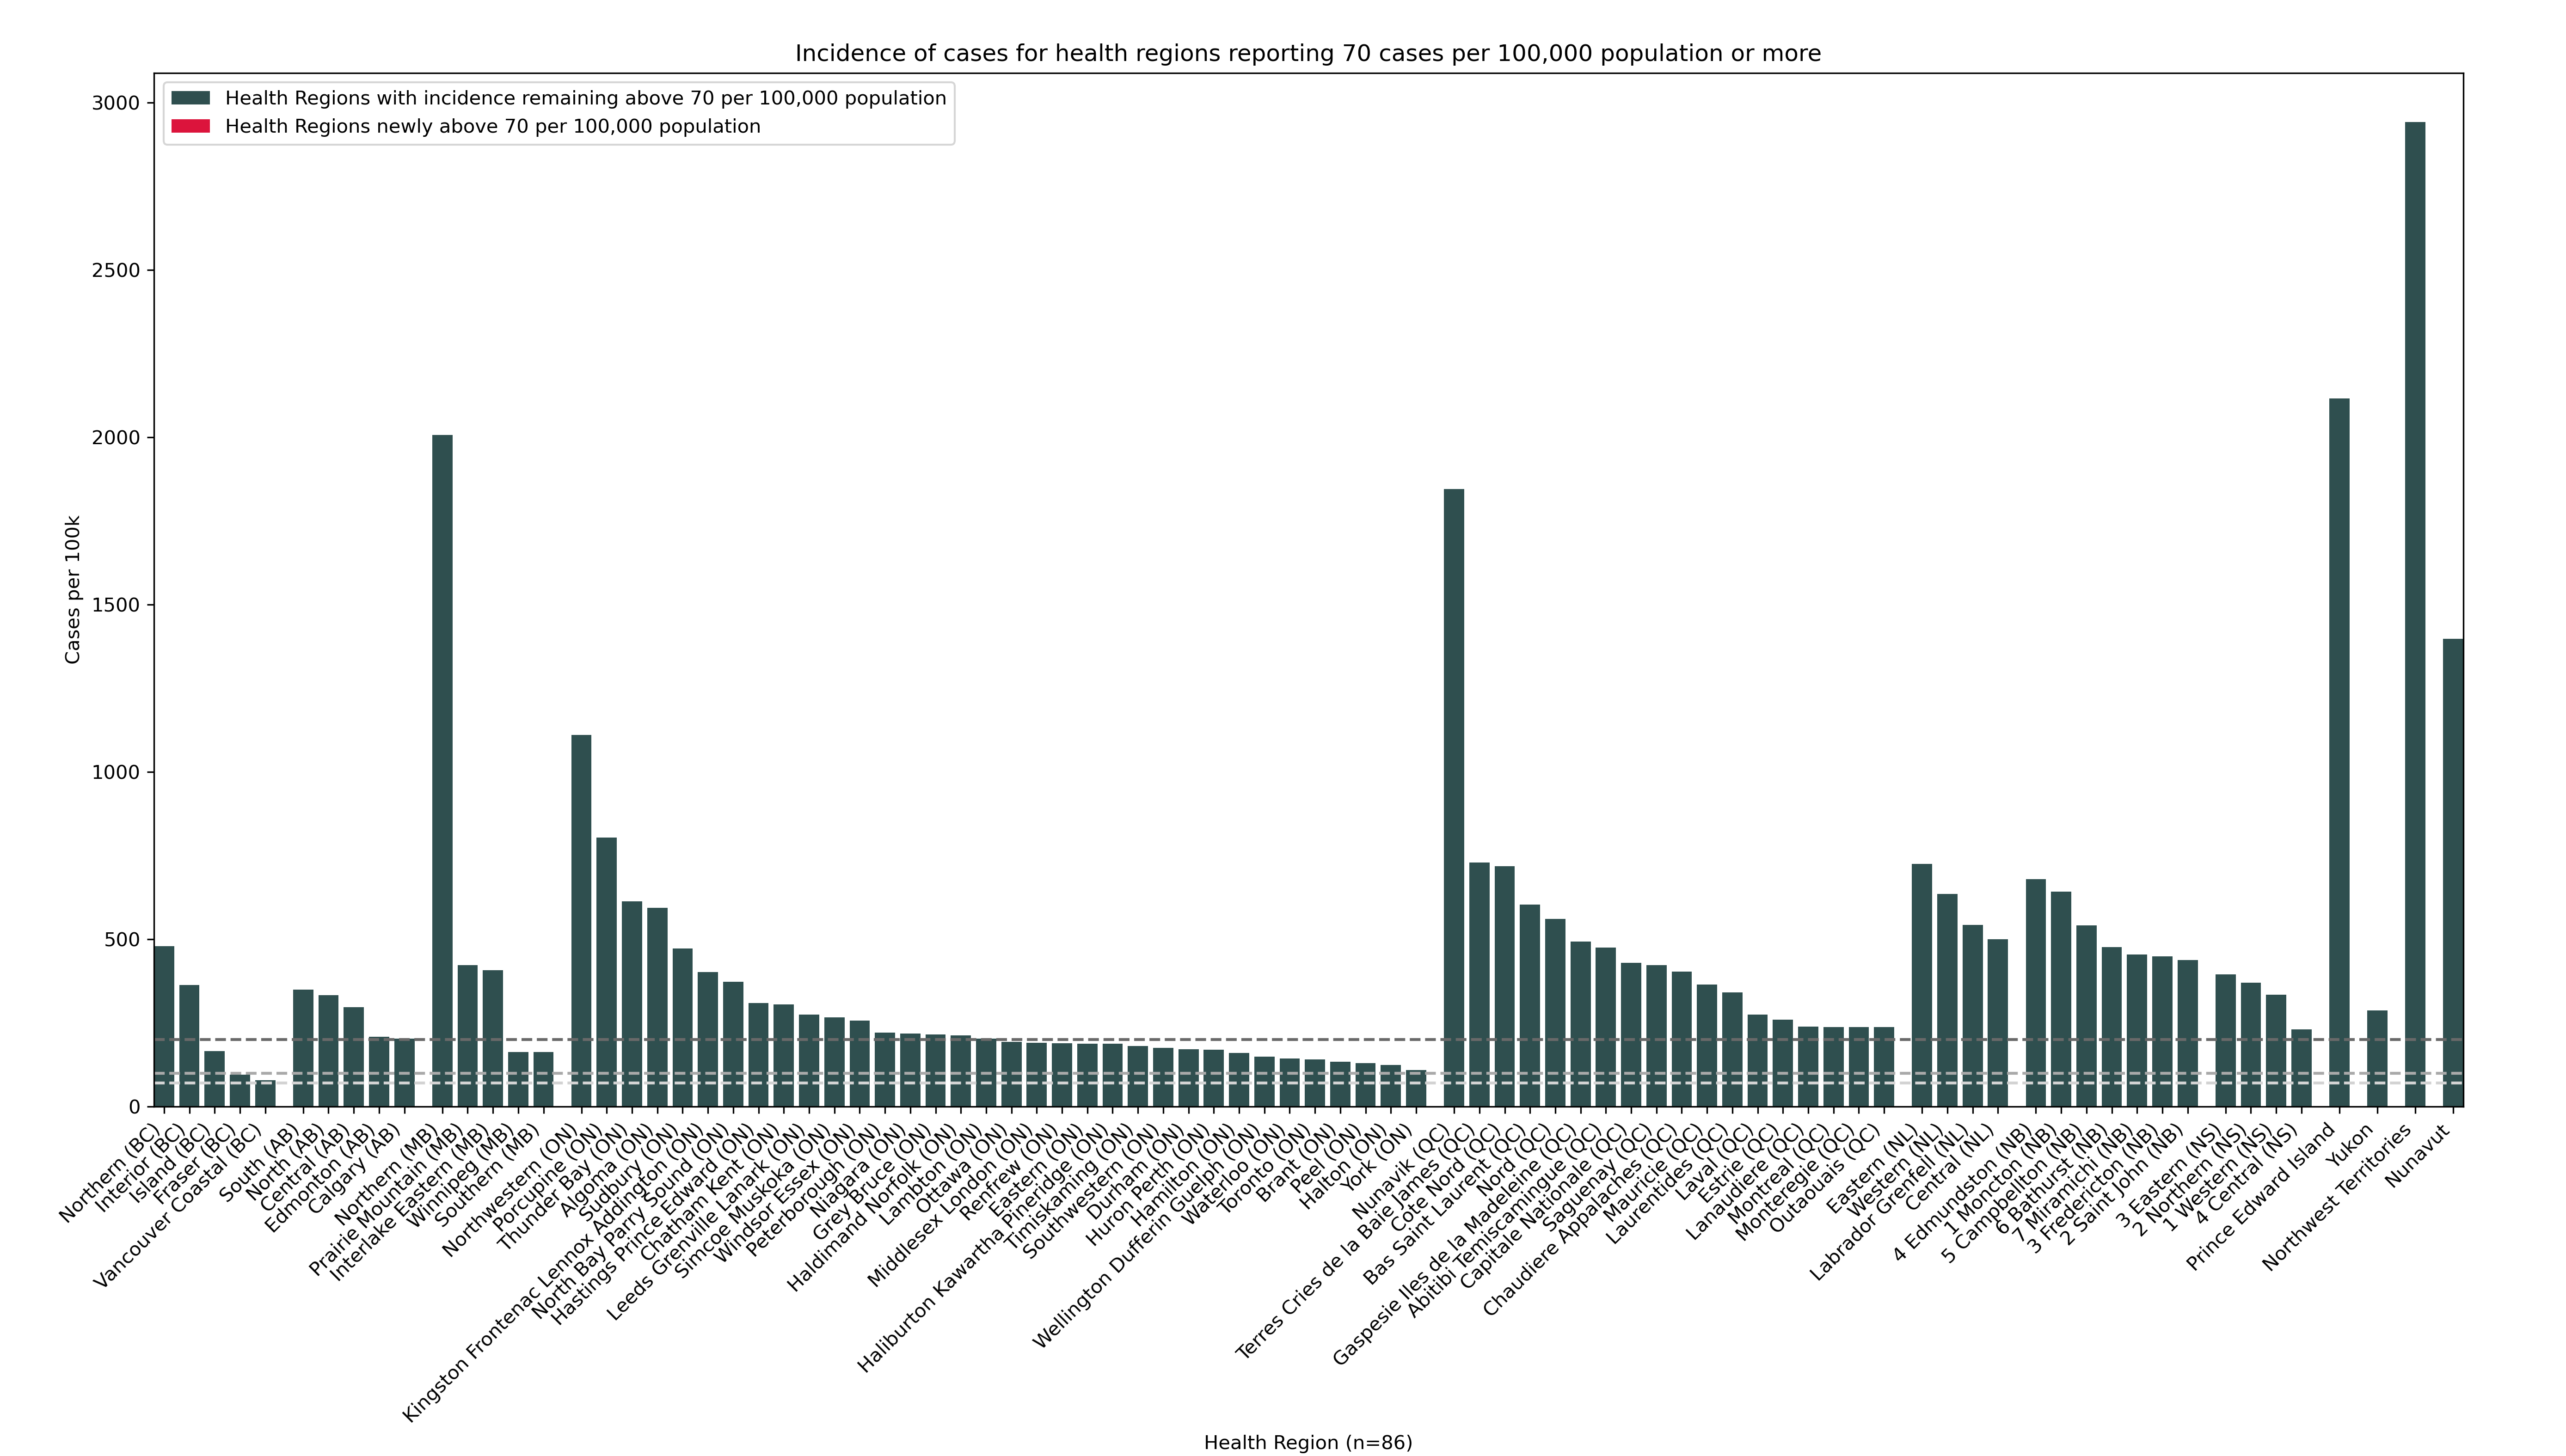 Incidence of cases for health regions reporting 70 cases per 100,000 population or more
Health Regions with incidence remaining above 70 per 100,000 population
Health Regions newly above 70 per 100,000 population
Cases per 100k
3000
2500
2000
1500
1000
500
0
Northern (BC)
Interior (BC)
Island (BC)
Fraser (BC)
Vancouver Coastal (BC)
South (AB)
North (AB)
Central (AB)
Edmonton (AB)
Calgary (AB)
Northern (MB)
Prairie Mountain (MB)
Interlake Eastern (MB)
Winnipeg (MB)
Southern (MB)
Northwestern (ON)
Porcupine (ON)
Thunder Bay (ON)
Algoma (ON)
Sudbury (ON)
Kingston Frontenac Lennox Addington (ON)
North Bay Parry Sound (ON)
Hastings Prince Edward (ON)
Chatham Kent (ON)
Leeds Grenville Lanark (ON)
Simcoe Muskoka (ON)
Windsor Essex (ON)
Peterborough (ON)
Niagara (ON)
Grey Bruce (ON)
Haldimand Norfolk (ON)
Lambton (ON)
Ottawa (ON)
Middlesex London (ON)
Renfrew (ON)
Eastern (ON)
Haliburton Kawartha Pineridge (ON)
Timiskaming (ON)
Southwestern (ON)
Durham (ON)
Huron Perth (ON)
Hamilton (ON)
Wellington Dufferin Guelph (ON)
Waterloo (ON)
Toronto (ON)
Brant (ON)
Peel (ON)
Halton (ON)
York (ON)
Nunavik (QC)
Terres Cries de la Baie James (QC)
Cote Nord (QC)
Bas Saint Laurent (QC)
Nord (QC)
Gaspesie Iles de la Madeleine (QC)
Abitibi Temiscamingue (QC)
Capitale Nationale (QC)
Saguenay (QC)
Chaudiere Appalaches (QC)
Mauricie (QC)
Laurentides (QC)
Laval (QC)
Estrie (QC)
Lanaudiere (QC)
Montreal (QC)
Monteregie (QC)
Outaouais (QC)
Eastern (NL)
Western (NL)
Labrador Grenfell (NL)
Central (NL)
4 Edmundston (NB)
1 Moncton (NB)
5 Campbellton (NB)
6 Bathurst (NB)
7 Miramichi (NB)
3 Fredericton (NB)
2 Saint John (NB)
3 Eastern (NS)
2 Northern (NS)
1 Western (NS)
4 Central (NS)
Prince Edward Island
Yukon
Northwest Territories
Nunavut
Health Region (n=86)